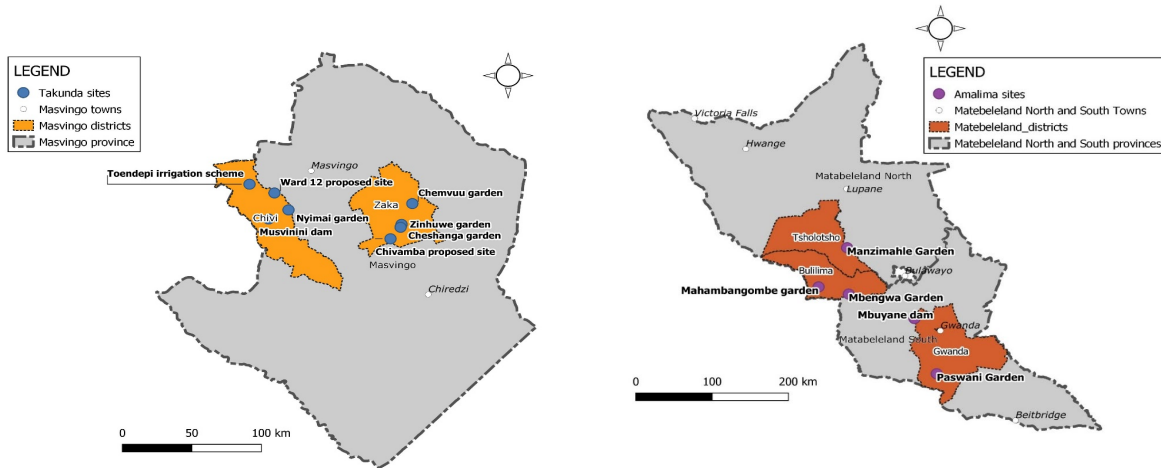 LEGEND
Takunda sites
Masvingo towns
Masvingo districts
Masvingo province
Masvingo
Toendepi irrigation scheme
Ward 12 proposed site
Chemvuu garden
Zaka
Chivi
Nyimai garden
Zinhuwe garden
Musvinini dam
Cheshanga garden
Chivamba proposed site
Masvingo
Chiredzi
0 50 100 km
LEGEND
Amalima sites
Matebeleland North and South Towns
Matebeleland_districts
Matebeleland North and South provinces
Victoria Falls
Hwange
Matabeleland North
Lupane
Tsholotsho
Manzimahle Garden
Bulilima
Bulawayo
Mahambangombe garden
Mbengwa Garden
Mbuyane dam
Gwanda
Matabeleland South
Gwanda
Paswani Garden
0 100 200 km
Beitbridge